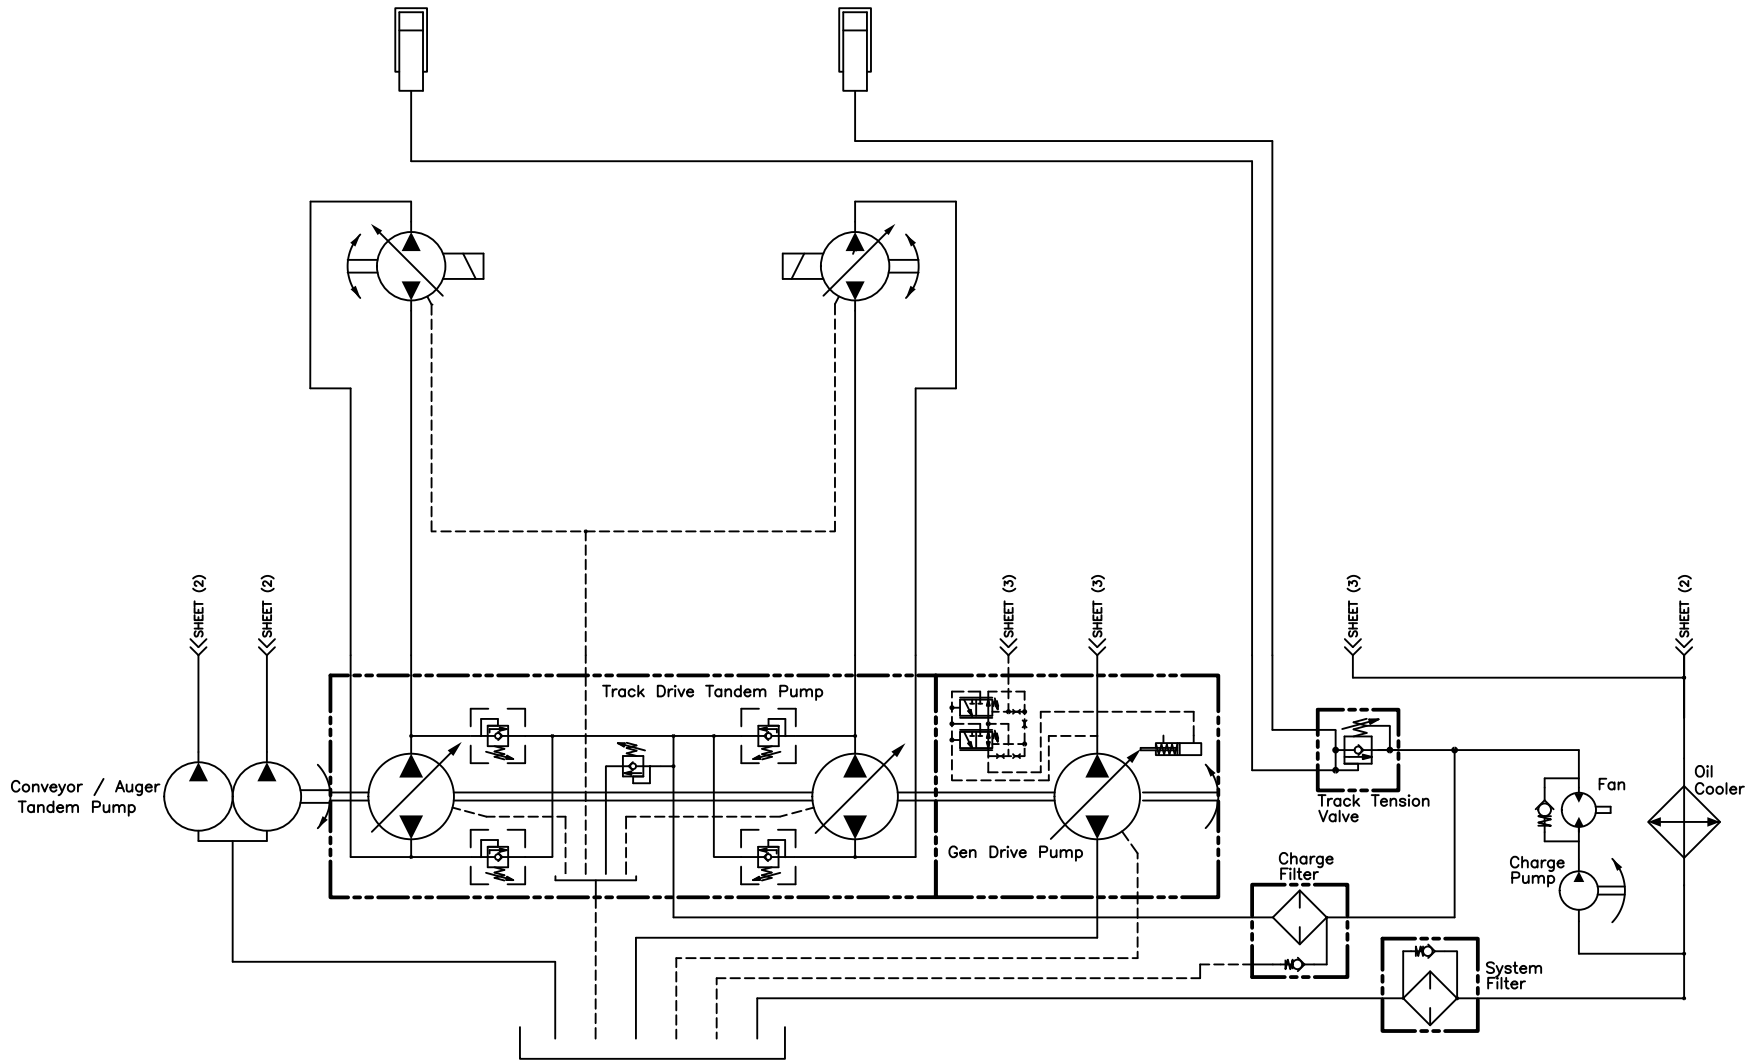 SHEET (2)
SHEET (2)
SHEET (3)
SHEET (3)
SHEET (3)
SHEET (2)
Track Drive Tandem Pump
Conveyor / Auger
Tandem Pump
Gen Drive Pump
Track Tension
Valve
Fan
Oil
Cooler
Charge
Filter
Charge
Pump
System
Filter